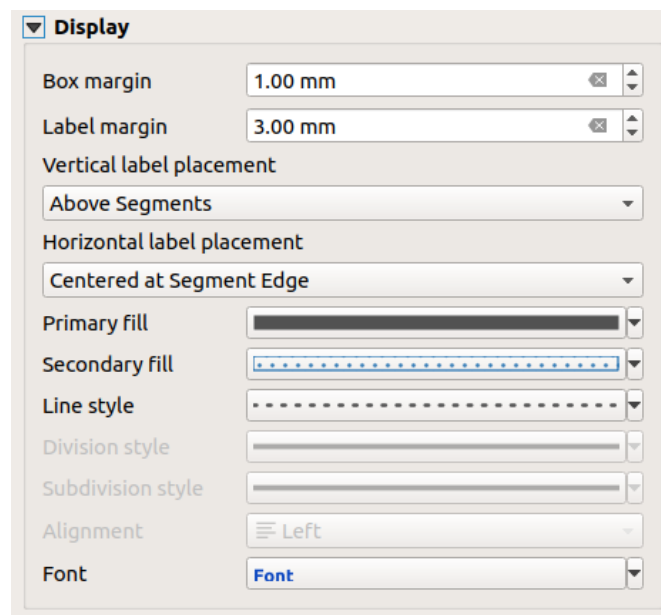 Display
Box margin 1.00 mm
Label margin 3.00 mm
Vertical label placement
Above Segments
Horizontal label placement
Centered at Segment Edge
Primary fill
Secondary fill
Line style
Division style
Subdivision style
Alignment Left
Font Font